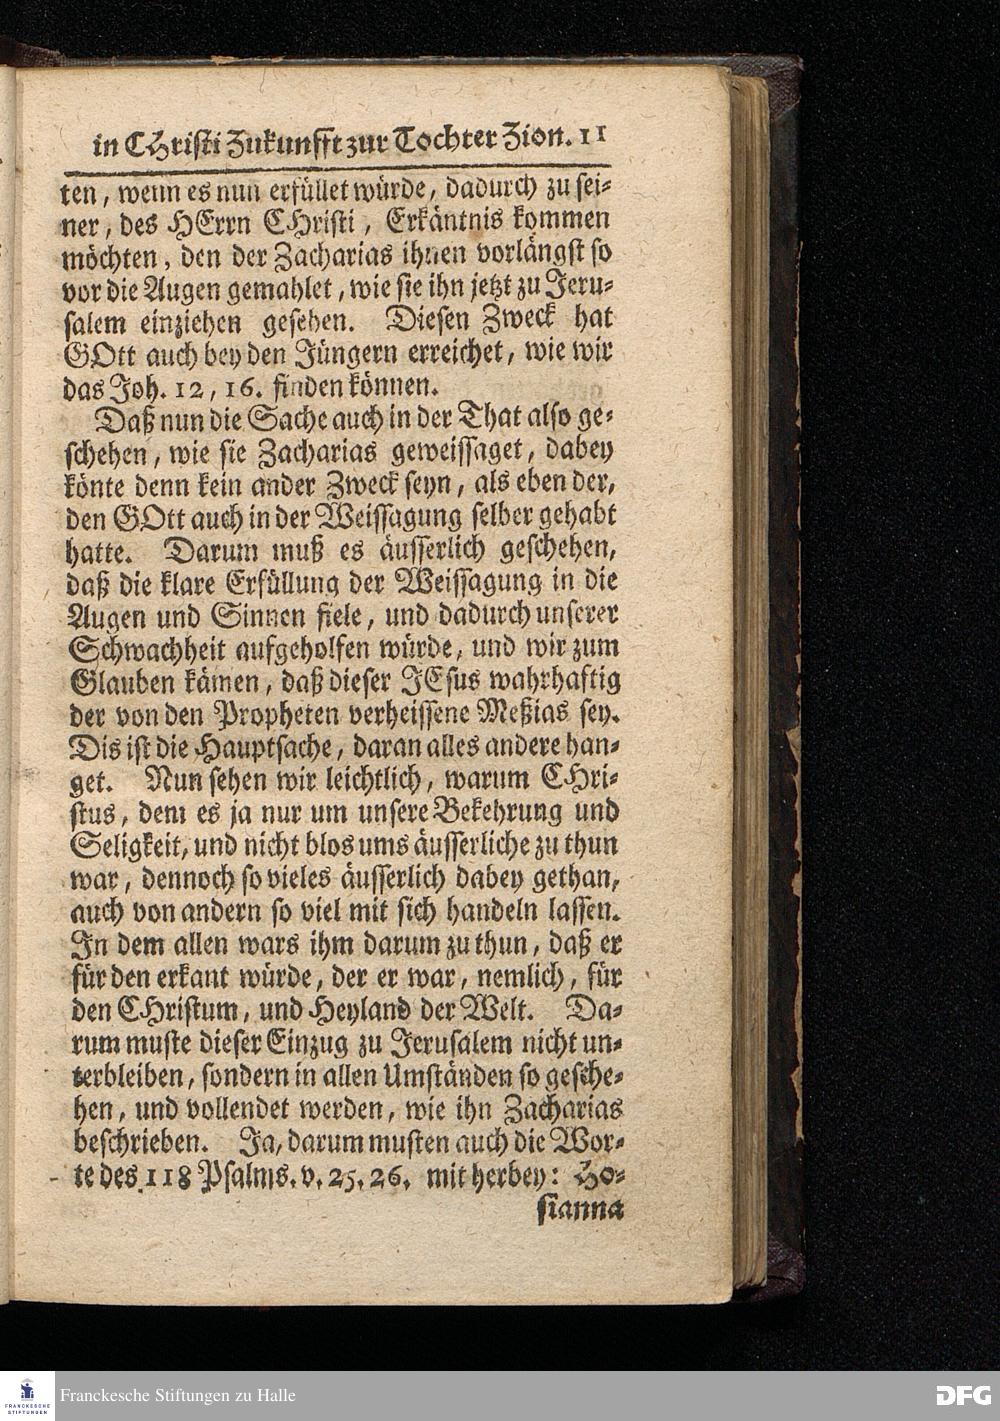 in CHristi Zukunfft zur Tochter Zion. 11
ten, wenn es nun erfüllet würde, dadurch zu sei-
ner, des HErrn CHristi, Erkäntnis kommen
möchten, den der Zacharias ihnen vorlängst so
vor die Augen gemahlet, wie sie ihn jetzt zu Jeru-
salem einziehen gesehen. Diesen Zweck hat
GOtt auch bey den Jüngern erreichet, wie wir
das Joh. 12, 16. finden können.
Daß nun die Sache auch in der That also ge-
schehen, wie sie Zacharias geweissaget, dabey
könte denn kein ander Zweck seyn, als eben der,
den GOtt auch in der Weissagung selber gehabt
hatte. Darum muß es äusserlich geschehen,
daß die klare Erfüllung der Weissagung in die
Augen und Sinnen fiele, und dadurch unserer
Schwachheit aufgeholfen würde, und wir zum
Glauben kämen, daß dieser JEsus wahrhaftig
der von den Propheten verheissene Meßias sey.
Dis ist die Hauptsache, daran alles andere han-
get. Nun sehen wir leichtlich, warum CHri-
stus, dem es ja nur um unsere Bekehrung und
Seligkeit, und nicht blos ums äusserliche zu thun
war, dennoch so vieles äusserlich dabey gethan,
auch von andern so viel mit sich handeln lassen.
In dem allen wars ihm darum zu thun, daß er
für den erkant würde, der er war, nemlich, für
den CHristum, und Heyland der Welt. Da-
rum muste dieser Einzug zu Jerusalem nicht un-
terbleiben, sondern in allen Umständen so gesche-
hen, und vollendet werden, wie ihn Zacharias
beschrieben. Ja, darum musten auch die Wor-
te des 118 Psalms. v. 25. 26. mit herbey: Ho-
sianna
FRANCKESCHE STIFTUNGEN
Franckesche Stiftungen zu Halle
DFG